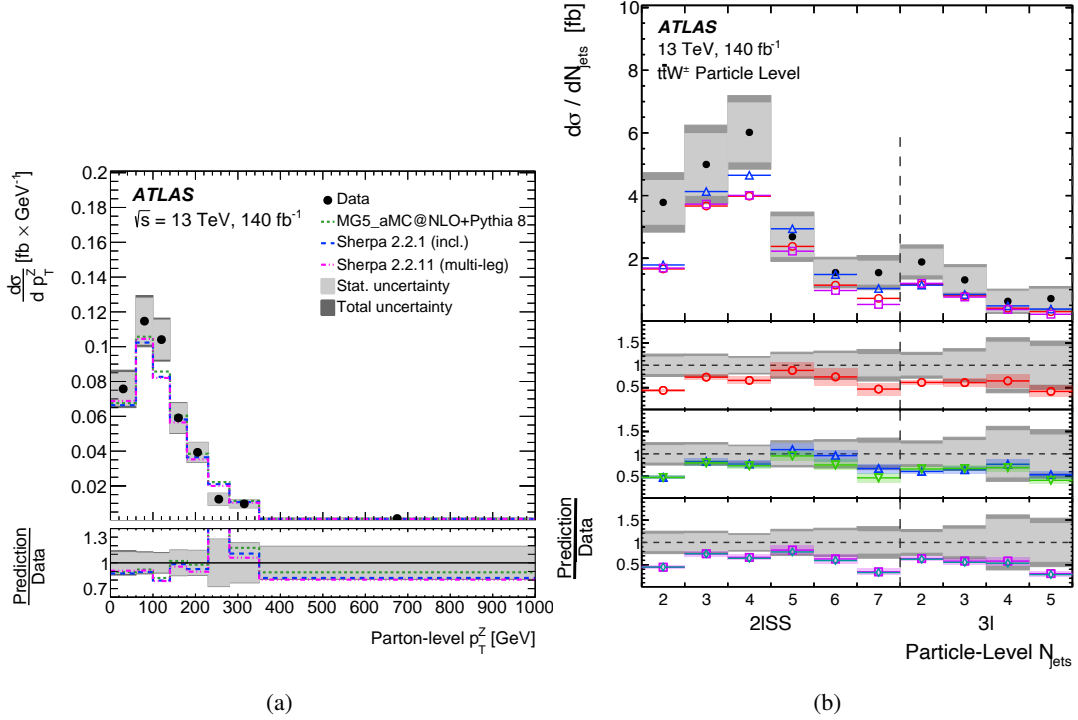 ATLAS
√s = 13 TeV, 140 fb⁻¹
Data
MG5_aMC@NLO+Pythia 8
Sherpa 2.2.1 (incl.)
Sherpa 2.2.11 (multi-leg)
Stat. uncertainty
Total uncertainty
dσ/d p_T^Z [fb × GeV⁻¹]
0.2
0.18
0.16
0.14
0.12
0.1
0.08
0.06
0.04
0.02
Prediction
Data
1.3
1
0.7
0 100 200 300 400 500 600 700 800 900 1000
Parton-level p_T^Z [GeV]
(a)
ATLAS
13 TeV, 140 fb⁻¹
tt̄W± Particle Level
dσ / dN_jets [fb]
10
8
6
4
2
1.5
1
0.5
1.5
1
0.5
1.5
1
0.5
Prediction
Data
2 3 4 5 6 7 2 3 4 5
2lSS 3l
Particle-Level N_jets
(b)